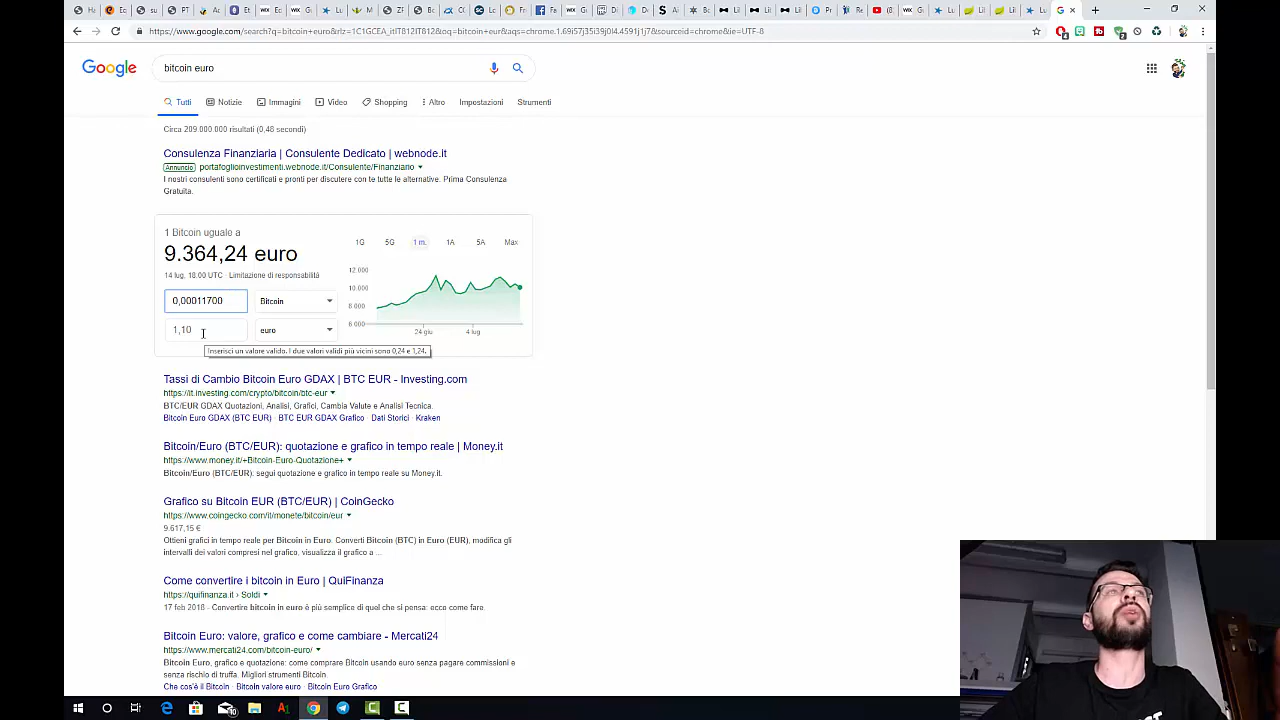 https://www.google.com/search?q=bitcoin+euro&rlz=1C1GCEA_itIT812IT812&oq=bitcoin+eur&aqs=chrome.1.69i57j35i39j0l4.4591j1j7&sourceid=chrome&ie=UTF-8
Google
bitcoin euro
Tutti Notizie Immagini Video Shopping Altro Impostazioni Strumenti
Circa 209.000.000 risultati (0,48 secondi)
Consulenza Finanziaria | Consulente Dedicato | webnode.it
Annuncio portafoglioinvestimenti.webnode.it/Consulente/Finanziario
I nostri consulenti sono certificati e pronti per discutere con te tutte le alternative. Prima Consulenza
Gratuita.
1 Bitcoin uguale a
9.364,24 euro
14 lug, 18:00 UTC · Limitazione di responsabilità
0,00011700 Bitcoin
1,10 euro
1G 5G 1 m. 1A 5A Max
12 000
10 000
8 000
6 000
24 giu 4 lug
Inserisci un valore valido. I due valori validi più vicini sono 0,24 e 1,24.
Tassi di Cambio Bitcoin Euro GDAX | BTC EUR - Investing.com
https://it.investing.com/crypto/bitcoin/btc-eur
BTC/EUR GDAX Quotazioni, Analisi, Grafici, Cambia Valute e Analisi Tecnica.
Bitcoin Euro GDAX (BTC EUR) · BTC EUR GDAX Grafico · Dati Storici · Kraken
Bitcoin/Euro (BTC/EUR): quotazione e grafico in tempo reale | Money.it
https://www.money.it/+Bitcoin-Euro-Quotazione+
Bitcoin/Euro (BTC/EUR): segui quotazione e grafico in tempo reale su Money.it.
Grafico su Bitcoin EUR (BTC/EUR) | CoinGecko
https://www.coingecko.com/it/monete/bitcoin/eur
9.617,15 €
Ottieni grafici in tempo reale per Bitcoin in Euro. Converti Bitcoin (BTC) in Euro (EUR), modifica gli
intervalli dei valori compresi nel grafico, visualizza il grafico a ...
Come convertire i bitcoin in Euro | QuiFinanza
https://quifinanza.it › Soldi
17 feb 2018 - Convertire bitcoin in euro è più semplice di quel che si pensa: ecco come fare.
Bitcoin Euro: valore, grafico e come cambiare - Mercati24
https://www.mercati24.com/bitcoin-euro/
Bitcoin Euro, grafico e quotazione: come comprare Bitcoin usando euro senza pagare commissioni e
senza rischio di truffa. Migliori strumenti Bitcoin.
Che cos'è il Bitcoin · Bitcoin valore euro · Bitcoin Euro Grafico